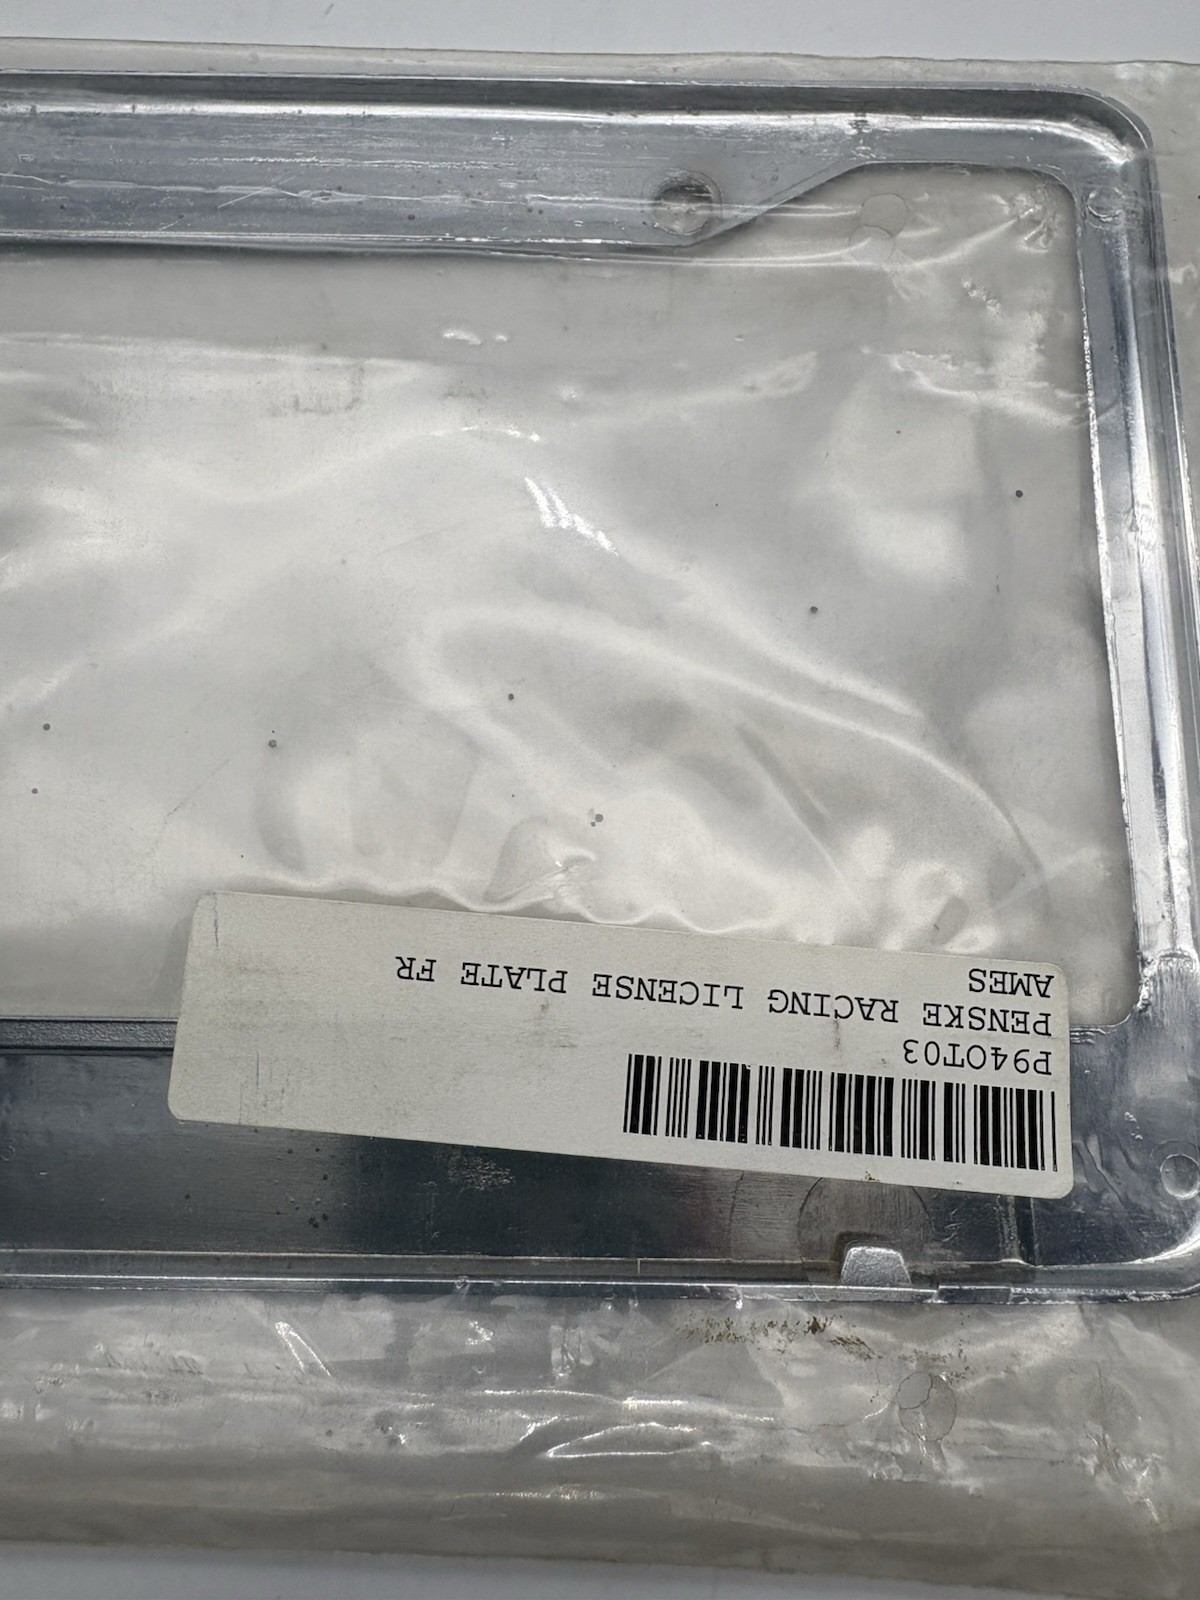 P940T03
PENSKE RACING LICENSE PLATE FR
AMES